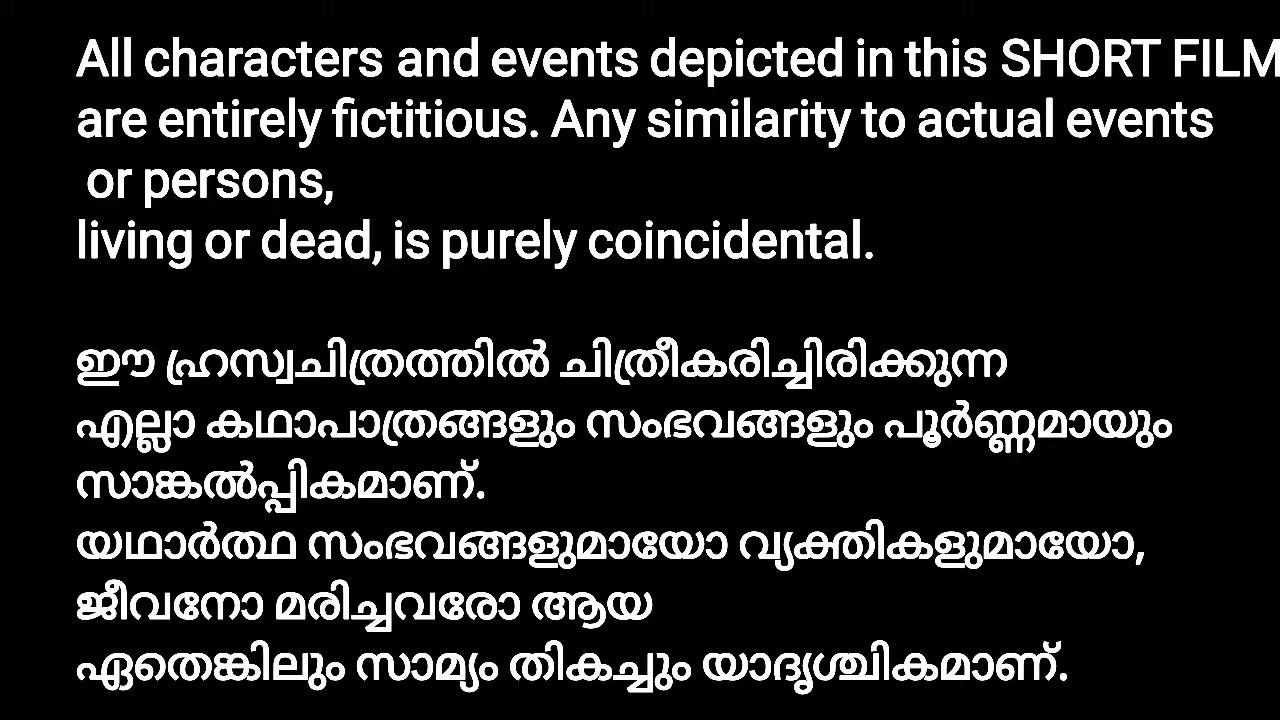 All characters and events depicted in this SHORT FILM
are entirely fictitious. Any similarity to actual events
or persons,
living or dead, is purely coincidental.
ഈ ഹ്രസ്വചിത്രത്തിൽ ചിത്രീകരിച്ചിരിക്കുന്ന
എല്ലാ കഥാപാത്രങ്ങളും സംഭവങ്ങളും പൂർണ്ണമായും
സാങ്കൽപ്പികമാണ്.
യഥാർത്ഥ സംഭവങ്ങളുമായോ വ്യക്തികളുമായോ,
ജീവനോ മരിച്ചവരോ ആയ
ഏതെങ്കിലും സാമ്യം തികച്ചും യാദൃശ്ചികമാണ്.